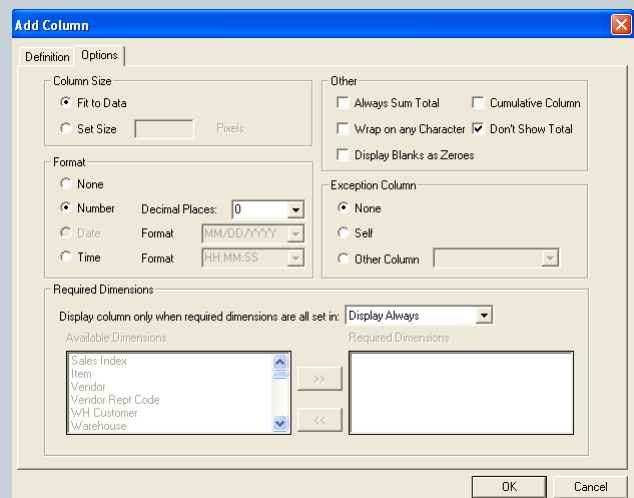 Add Column
Definition Options
Column Size
Fit to Data
Set Size Pixels
Other
Always Sum Total Cumulative Column
Wrap on any Character Don't Show Total
Display Blanks as Zeroes
Format
None
Number Decimal Places: 0
Date Format MM/DD/YYYY
Time Format HH:MM:SS
Exception Column
None
Self
Other Column
Required Dimensions
Display column only when required dimensions are all set in: Display Always
Available Dimensions Required Dimensions
Sales Index
Item
Vendor
Vendor Rept Code
WH Customer
Warehouse
>>
<<
OK Cancel